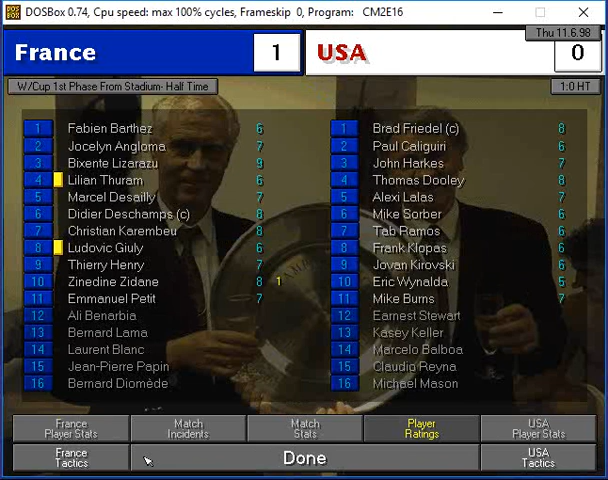 DOSBox 0.74, Cpu speed: max 100% cycles, Frameskip 0, Program: CM2E16
Thu 11.6.98
France 1 USA 0
W/Cup 1st Phase From Stadium- Half Time 1:0 HT
1 Fabien Barthez 6 1 Brad Friedel (c) 8
2 Jocelyn Angloma 7 2 Paul Caligiuri 6
3 Bixente Lizarazu 9 3 John Harkes 7
4 Lilian Thuram 6 4 Thomas Dooley 8
5 Marcel Desailly 7 5 Alexi Lalas 7
6 Didier Deschamps (c) 8 6 Mike Sorber 6
7 Christian Karembeu 8 7 Tab Ramos 6
8 Ludovic Giuly 6 8 Frank Klopas 6
9 Thierry Henry 7 9 Jovan Kirovski 6
10 Zinedine Zidane 8 1 10 Eric Wynalda 5
11 Emmanuel Petit 7 11 Mike Burns 7
12 Ali Benarbia 12 Earnest Stewart
13 Bernard Lama 13 Kasey Keller
14 Laurent Blanc 14 Marcelo Balboa
15 Jean-Pierre Papin 15 Claudio Reyna
16 Bernard Diomède 16 Michael Mason
France Player Stats
Match Incidents
Match Stats
Player Ratings
USA Player Stats
France Tactics
Done
USA Tactics